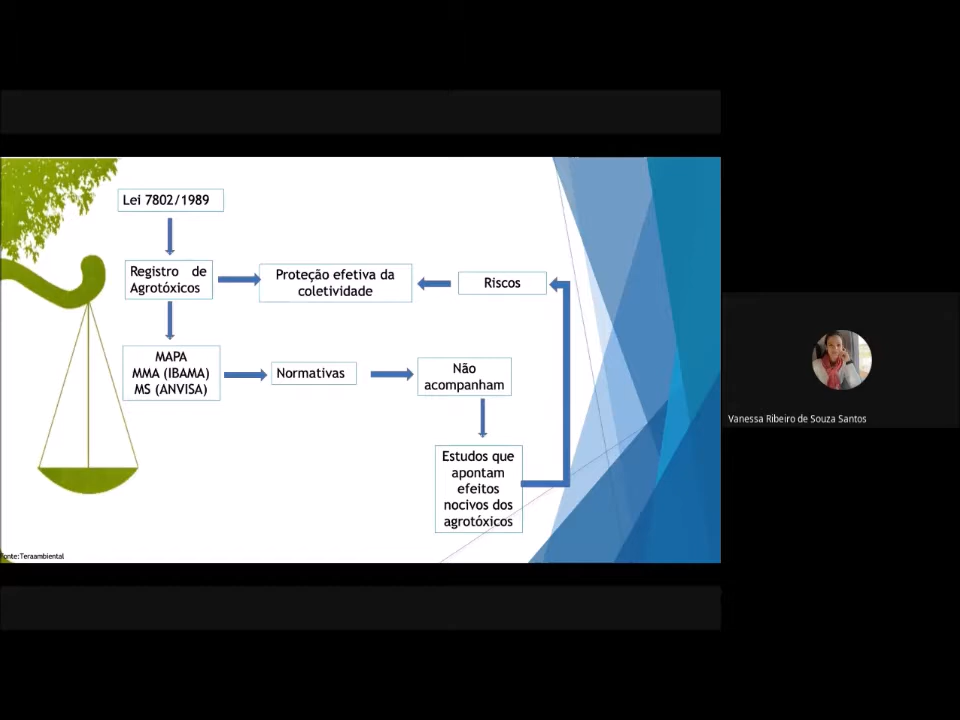 Lei 7802/1989
Registro de
Agrotóxicos
Proteção efetiva da
coletividade
Riscos
MAPA
MMA (IBAMA)
MS (ANVISA)
Normativas
Não
acompanham
Estudos que
apontam
efeitos
nocivos dos
agrotóxicos
Fonte:Teraambiental
Vanessa Ribeiro de Souza Santos